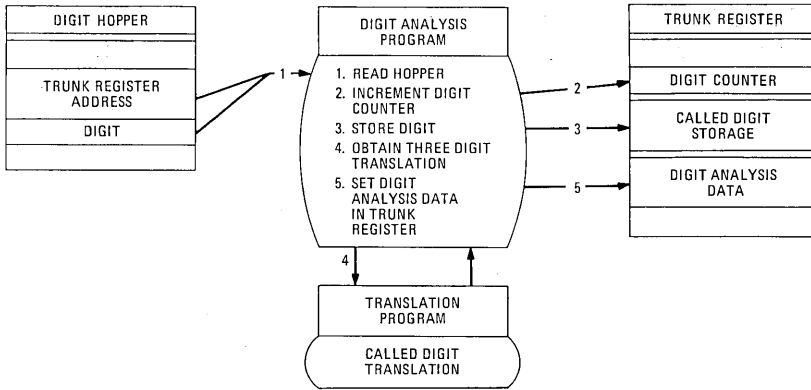 DIGIT HOPPER
TRUNK REGISTER
ADDRESS
DIGIT
1
DIGIT ANALYSIS
PROGRAM
1. READ HOPPER
2. INCREMENT DIGIT
COUNTER
3. STORE DIGIT
4. OBTAIN THREE DIGIT
TRANSLATION
5. SET DIGIT
ANALYSIS DATA
IN TRUNK
REGISTER
2
3
5
TRUNK REGISTER
DIGIT COUNTER
CALLED DIGIT
STORAGE
DIGIT ANALYSIS
DATA
4
TRANSLATION
PROGRAM
CALLED DIGIT
TRANSLATION